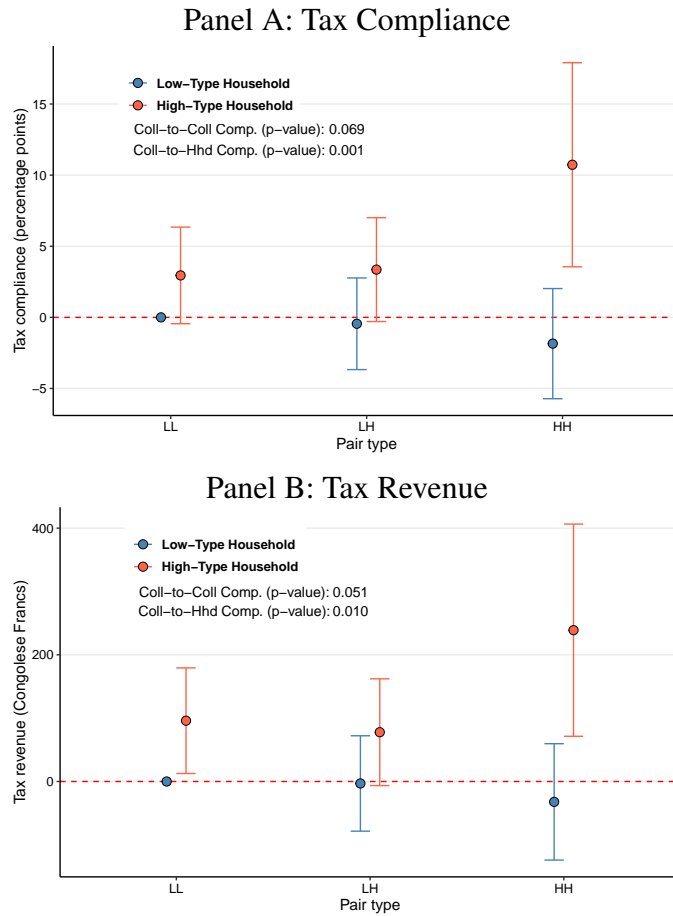 Panel A: Tax Compliance
Low−Type Household
High−Type Household
Coll−to−Coll Comp. (p−value): 0.069
Coll−to−Hhd Comp. (p−value): 0.001
Tax compliance (percentage points)
15
10
5
0
−5
LL
LH
HH
Pair type
Panel B: Tax Revenue
Low−Type Household
High−Type Household
Coll−to−Coll Comp. (p−value): 0.051
Coll−to−Hhd Comp. (p−value): 0.010
Tax revenue (Congolese Francs)
400
200
0
LL
LH
HH
Pair type